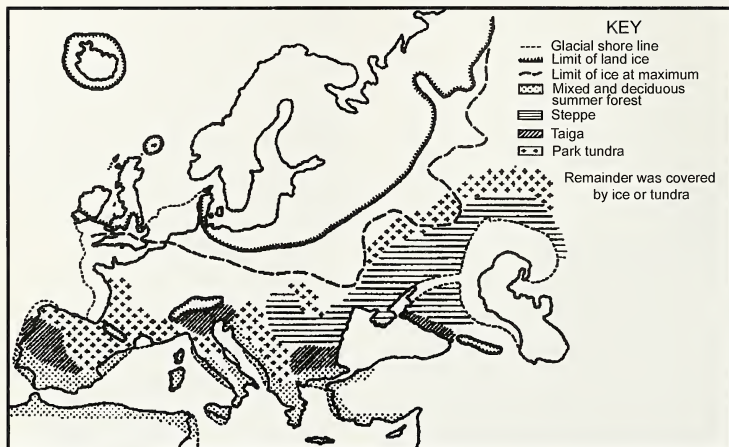 KEY
Glacial shore line
Limit of land ice
Limit of ice at maximum
Mixed and deciduous
summer forest
Steppe
Taiga
Park tundra
Remainder was covered
by ice or tundra